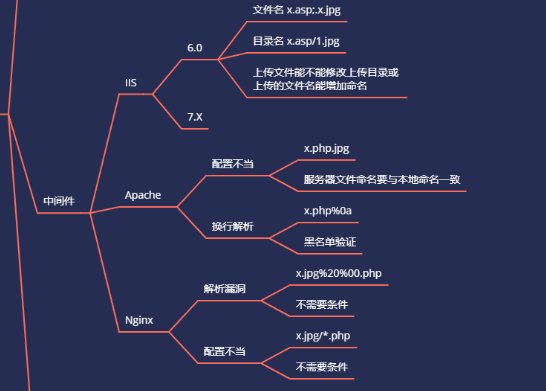 中间件
IIS
6.0
文件名 x.asp;.x.jpg
目录名 x.asp/1.jpg
上传文件能不能修改上传目录或
上传的文件名能增加命名
7.X
Apache
配置不当
x.php.jpg
服务器文件命名要与本地命名一致
换行解析
x.php%0a
黑名单验证
Nginx
解析漏洞
x.jpg%20%00.php
不需要条件
配置不当
x.jpg/*.php
不需要条件